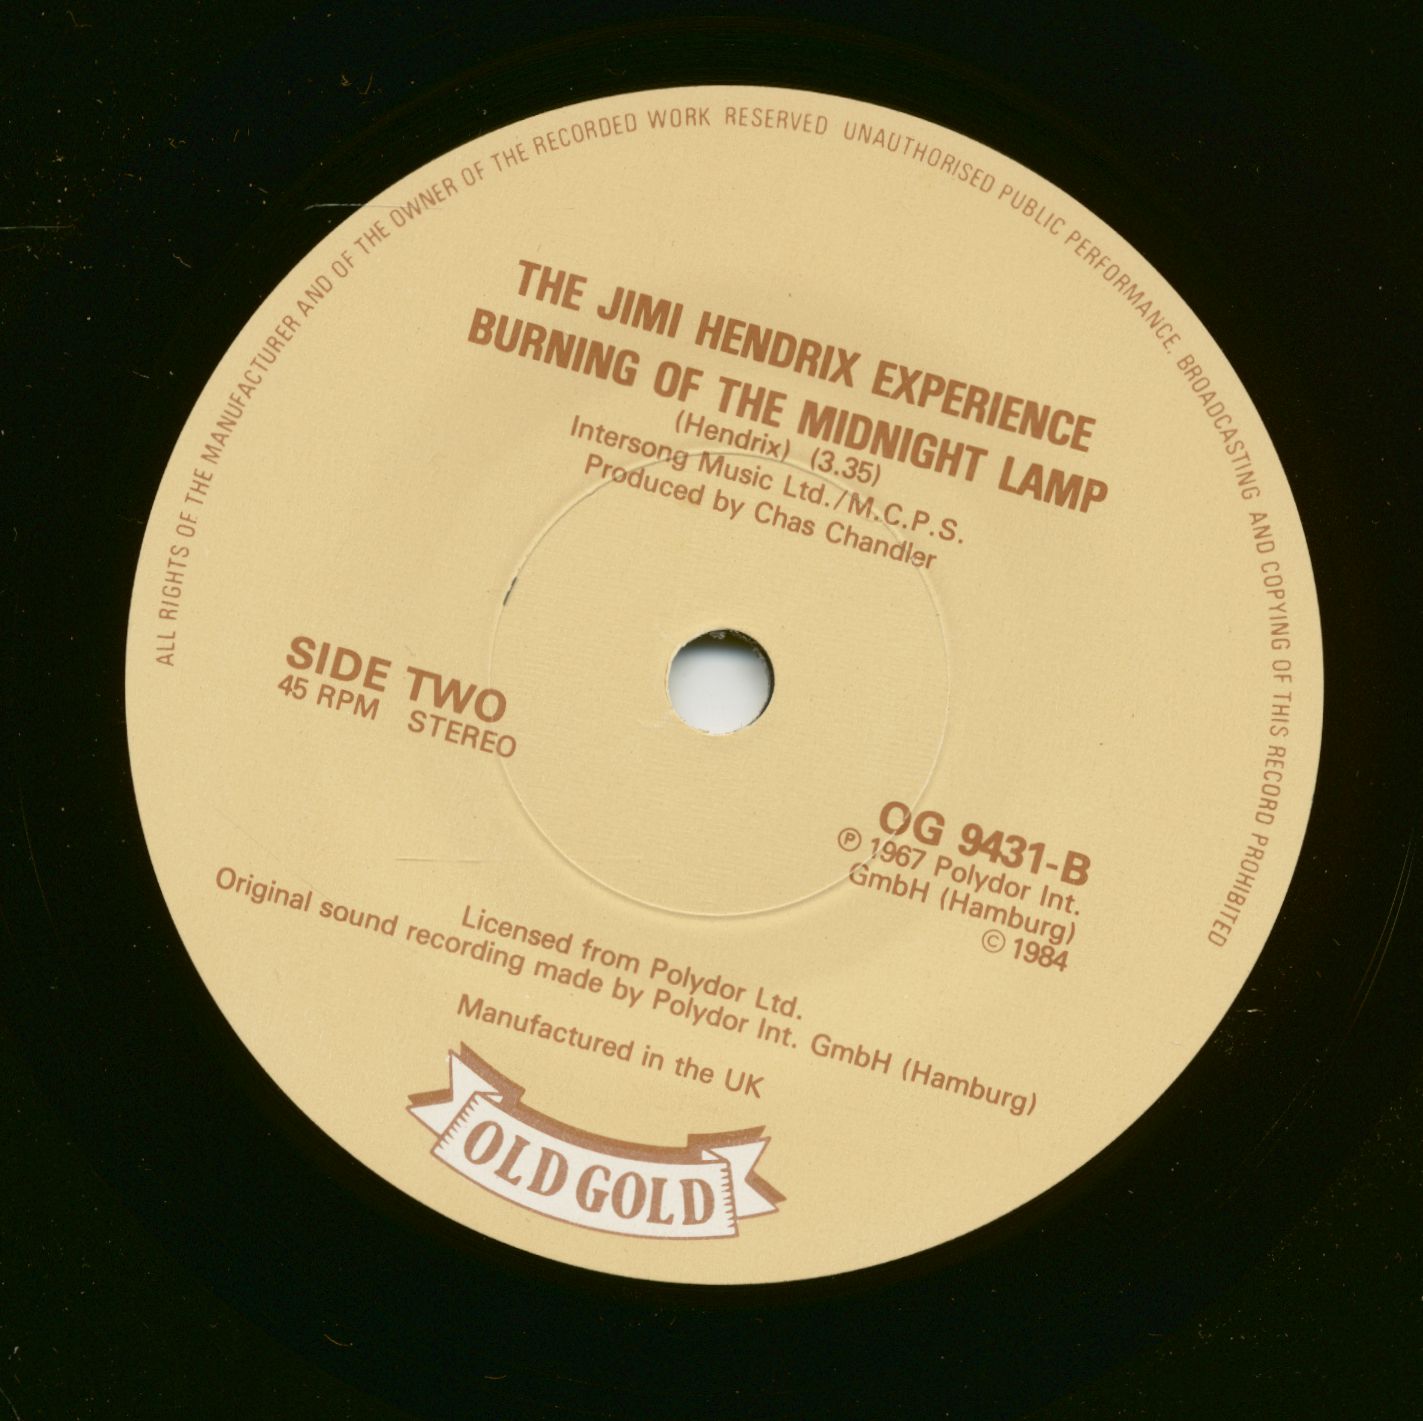 ALL RIGHTS OF THE MANUFACTURER AND OF THE OWNER OF THE RECORDED WORK RESERVED UNAUTHORISED PUBLIC PERFORMANCE, BROADCASTING AND COPYING OF THIS RECORD PROHIBITED
THE JIMI HENDRIX EXPERIENCE
BURNING OF THE MIDNIGHT LAMP
(Hendrix) (3.35)
Intersong Music Ltd./M.C.P.S.
Produced by Chas Chandler
SIDE TWO
45 RPM STEREO
OG 9431-B
℗ 1967 Polydor Int.
GmbH (Hamburg)
© 1984
Licensed from Polydor Ltd.
Original sound recording made by Polydor Int. GmbH (Hamburg)
Manufactured in the UK
OLD GOLD